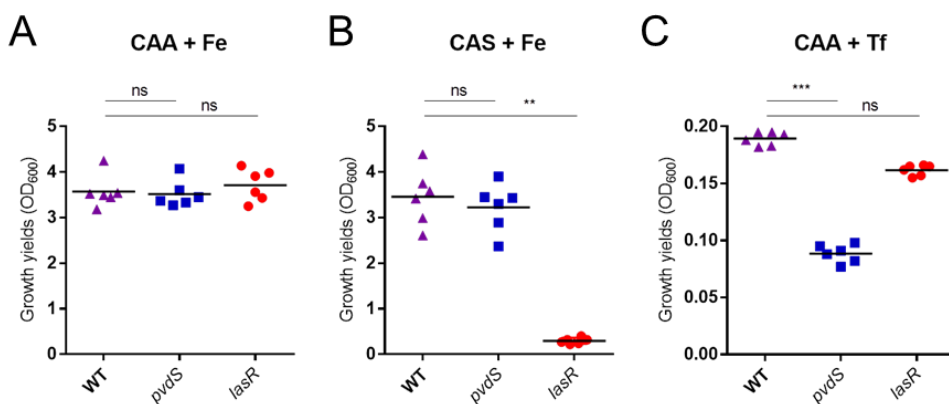 A
CAA + Fe
ns
ns
Growth yields (OD600)
5
4
3
2
1
0
WT
pvdS
lasR
B
CAS + Fe
ns
**
Growth yields (OD600)
5
4
3
2
1
0
WT
pvdS
lasR
C
CAA + Tf
***
ns
Growth yields (OD600)
0.20
0.15
0.10
0.05
0.00
WT
pvdS
lasR